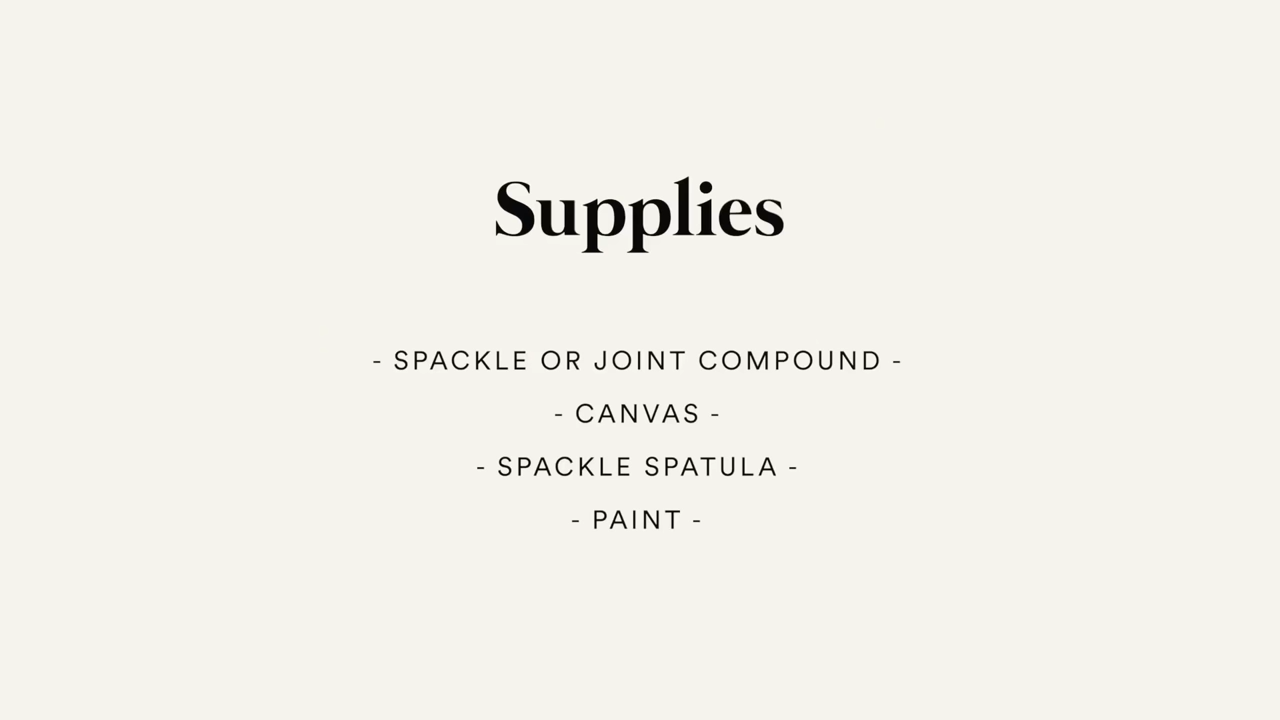 Supplies
- SPACKLE OR JOINT COMPOUND -
- CANVAS -
- SPACKLE SPATULA -
- PAINT -